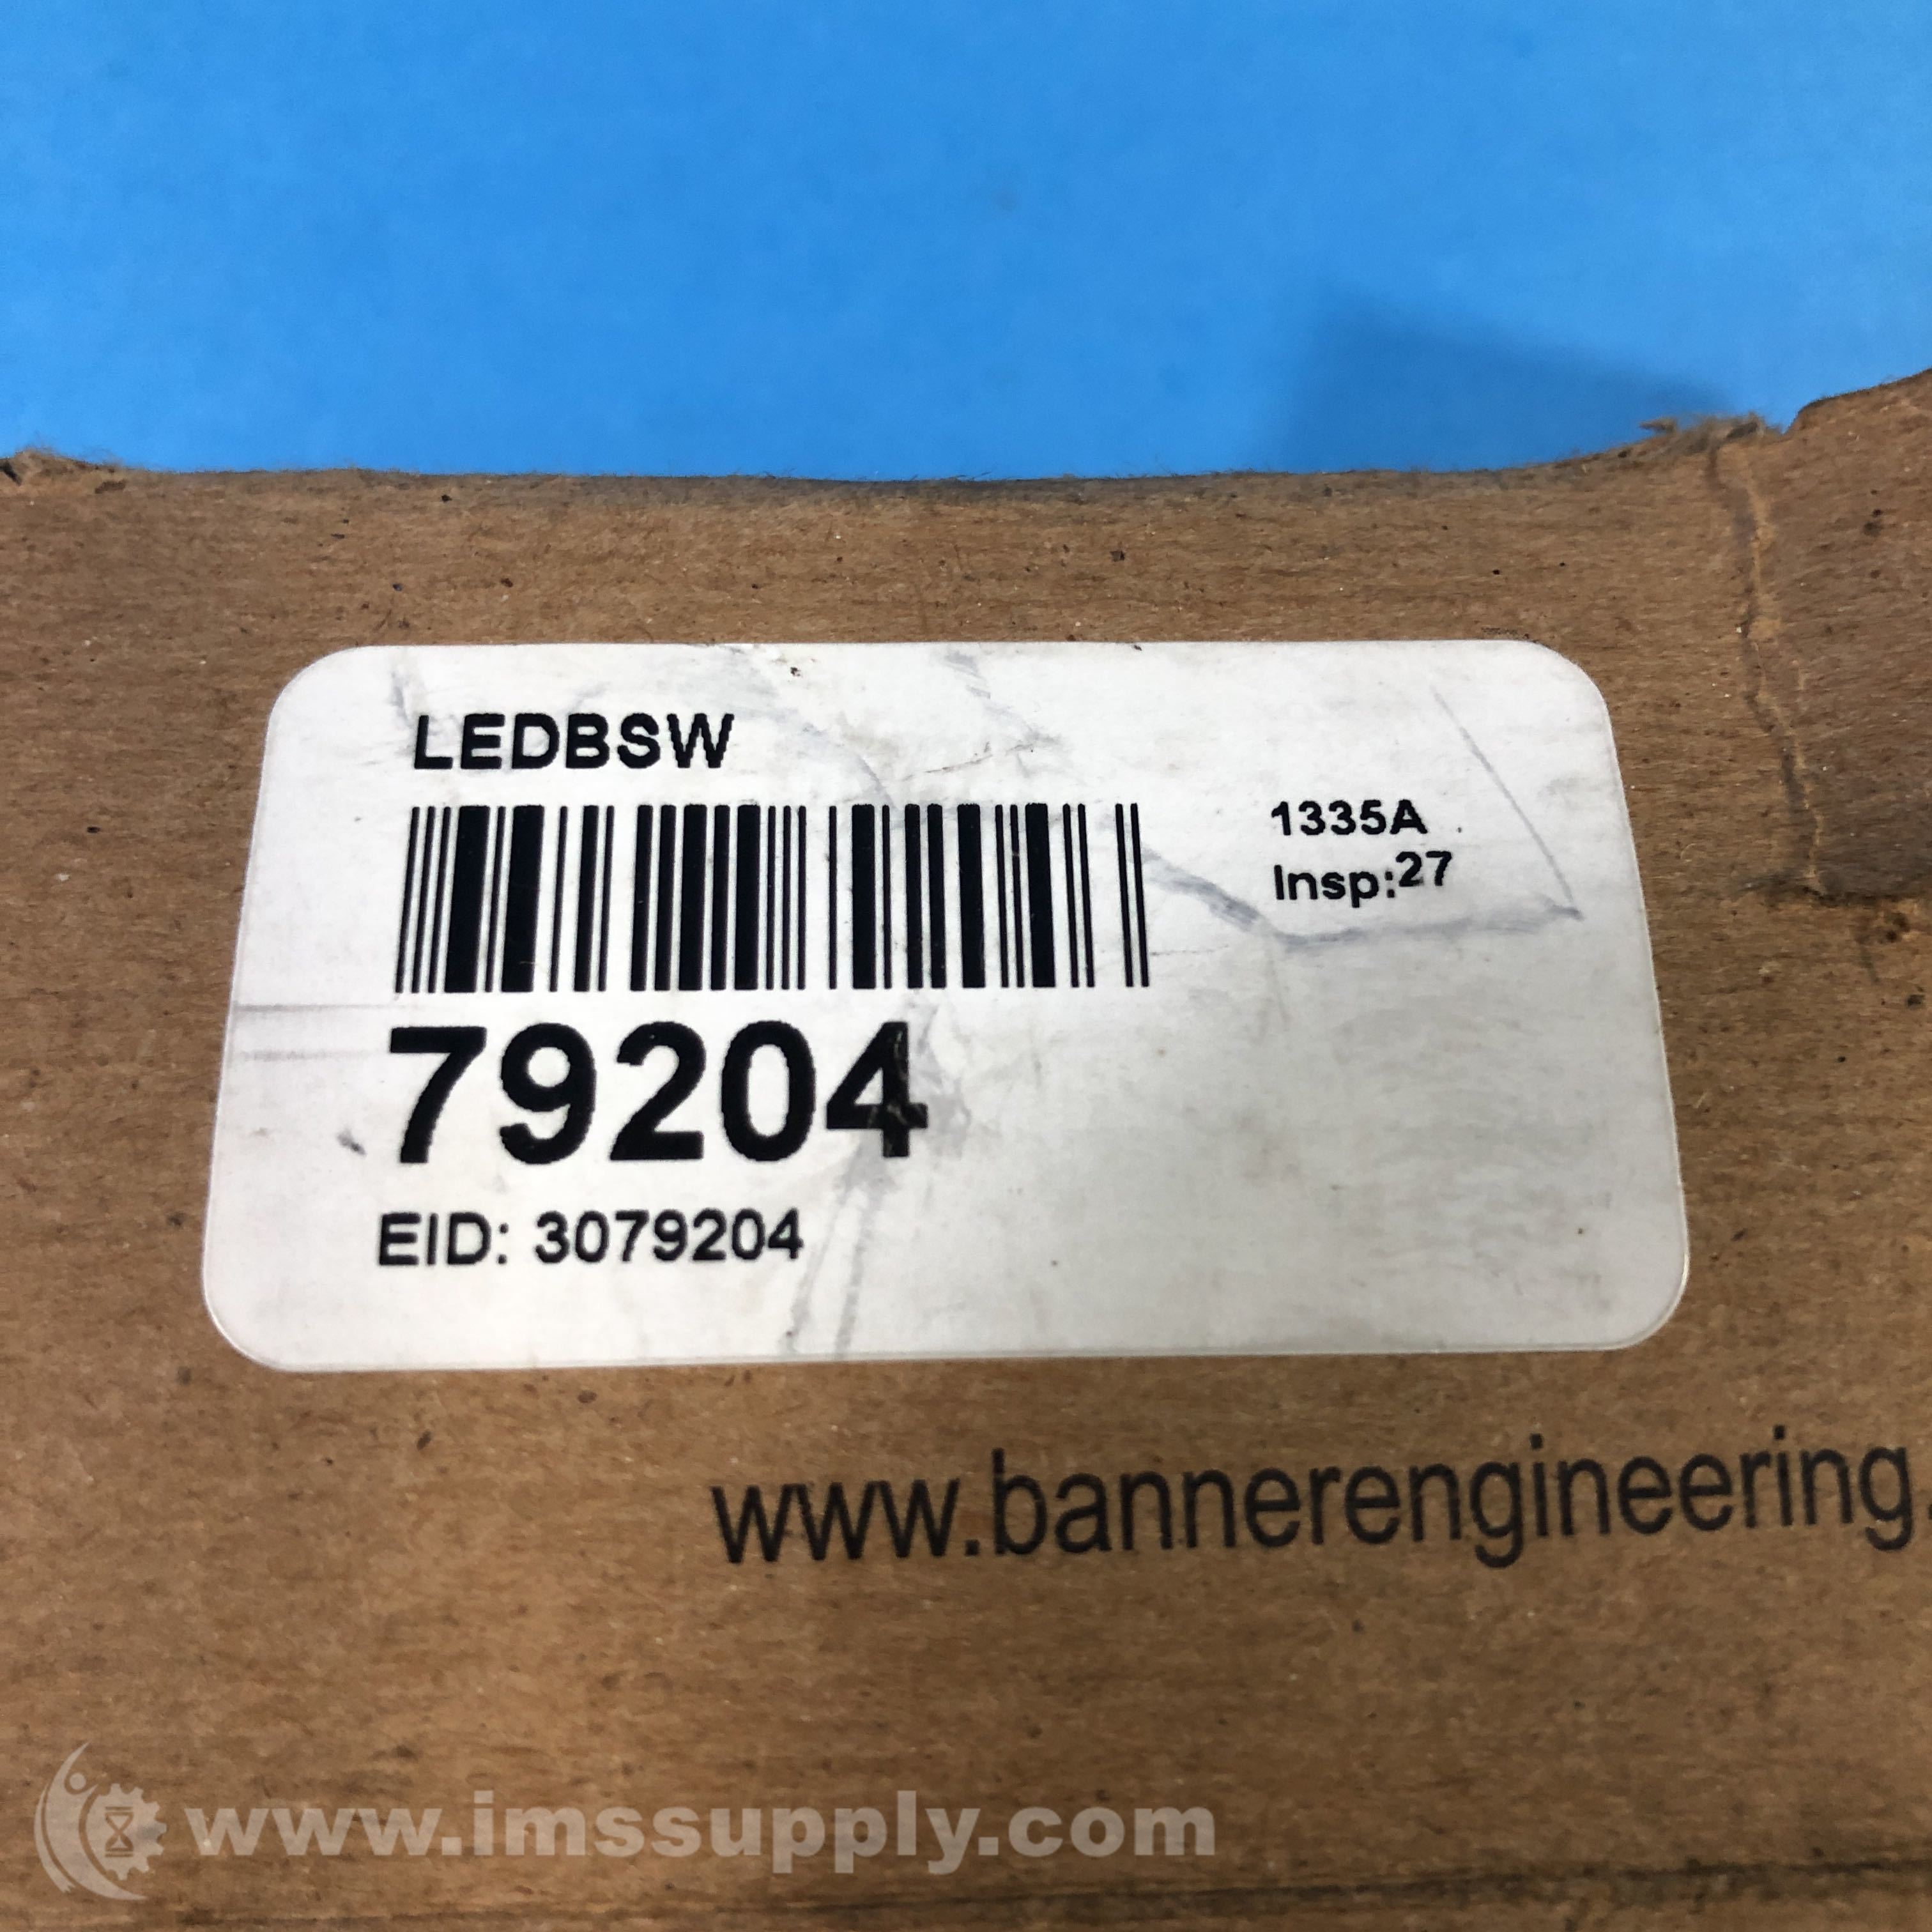 LEDBSW
1335A
Insp:27
79204
EID: 3079204
www.bannerengineering
www.imssupply.com